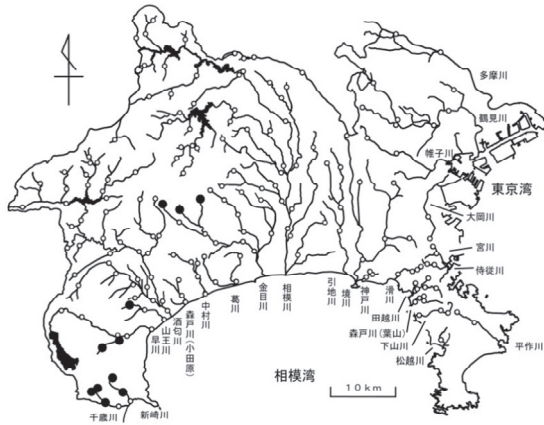 多摩川
鶴見川
帷子川
東京湾
大岡川
宮川
侍従川
平作川
滑川
田越川
森戸川(葉山)
下山川
松越川
神戸川
境川
引地川
相模川
金目川
葛川
中村川
森戸川(小田原)
酒匂川
山王川
早川
新崎川
千歳川
相模湾
10km